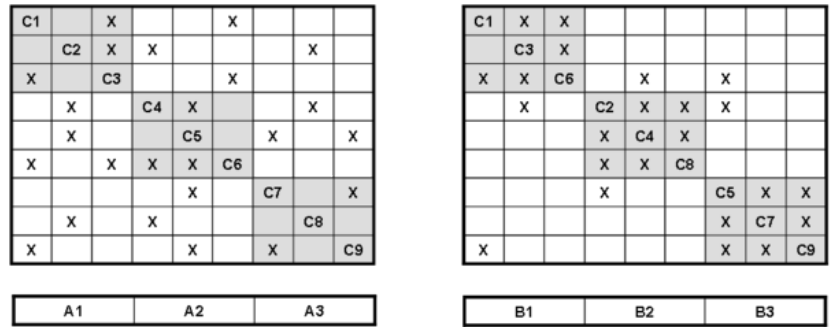 C1 X X
C2 X X X
X C3 X
X C4 X X
X C5 X X
X X X X C6
X C7 X
X X C8
X X X C9
A1 A2 A3
C1 X X
C3 X
X X C6 X X
X C2 X X X
X C4 X
X X C8
X C5 X X
X C7 X
X X X C9
B1 B2 B3